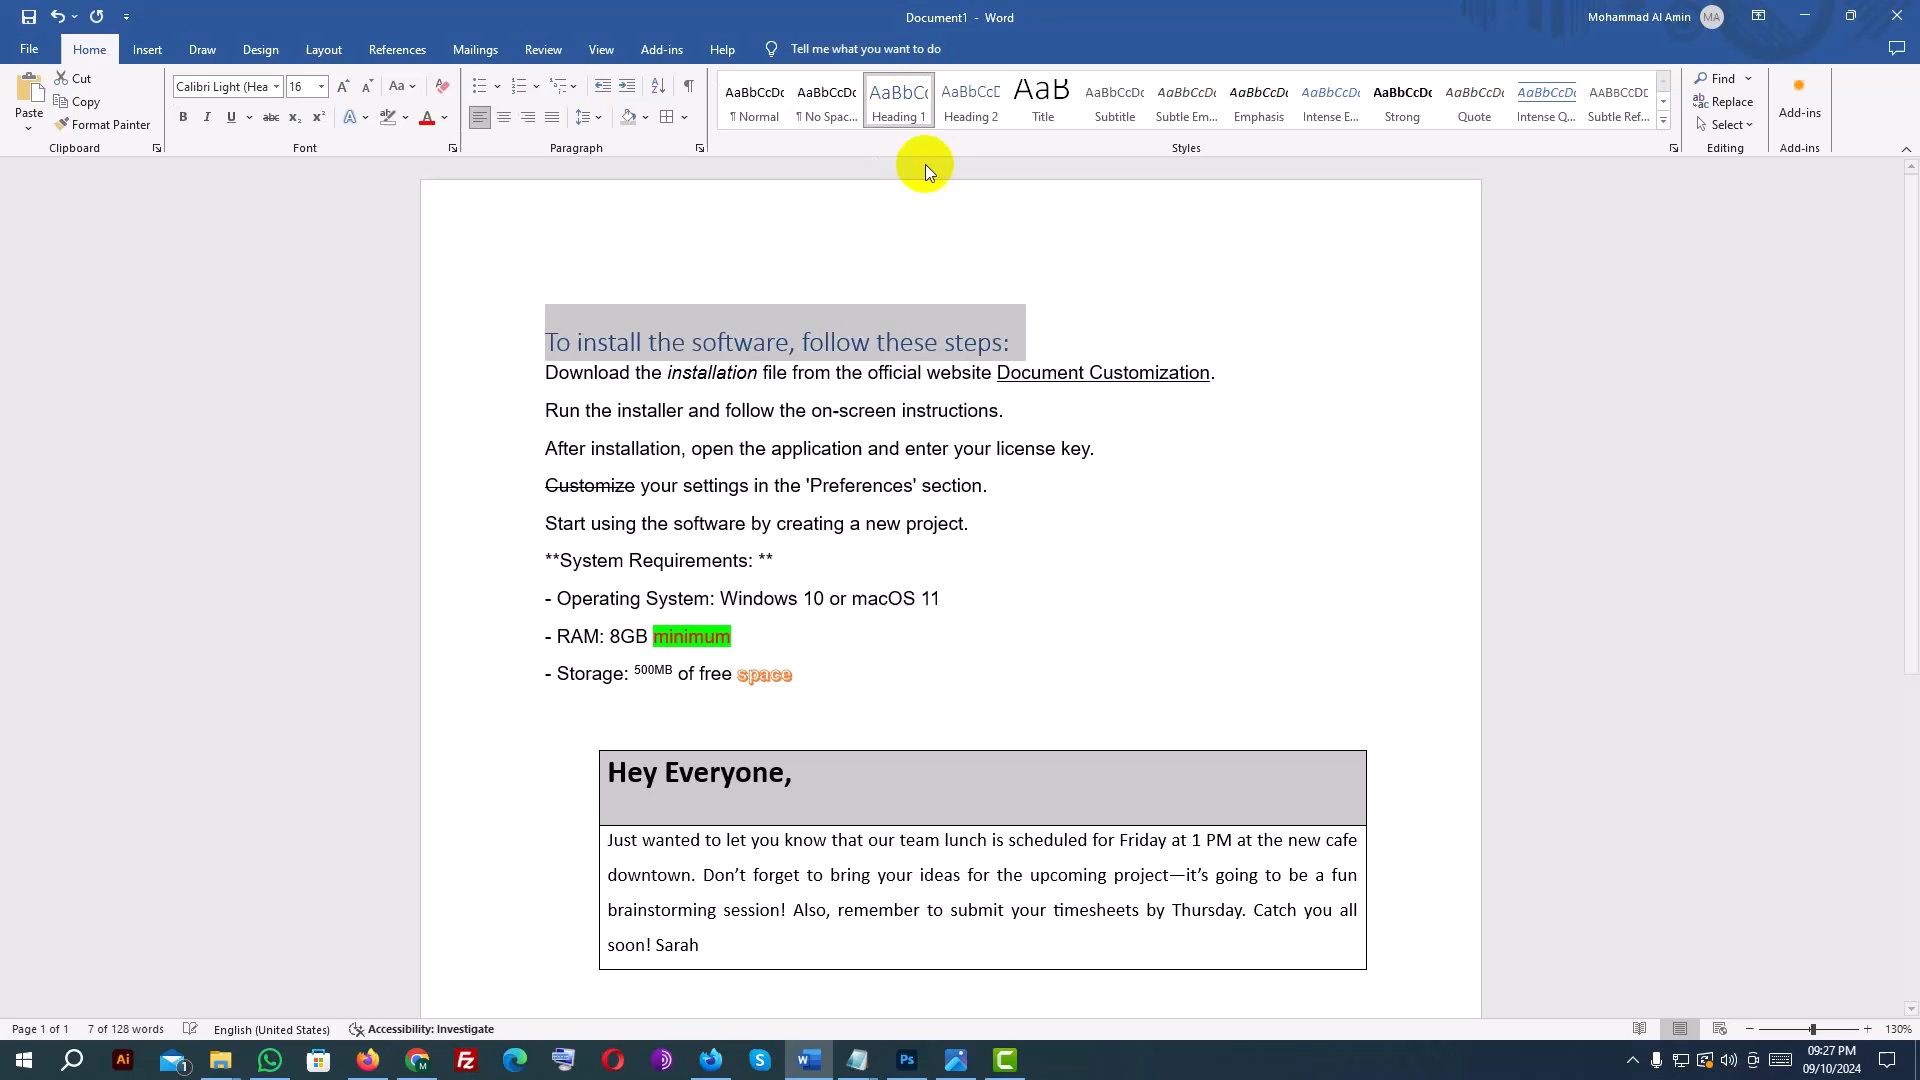 Document1 - Word
Mohammad Al Amin
MA
File Home Insert Draw Design Layout References Mailings Review View Add-ins Help Tell me what you want to do
Paste
Cut
Copy
Format Painter
Clipboard
Calibri Light (Hea
16
Font
Paragraph
AaBbCcDc AaBbCcDc AaBbCc AaBbCcD AaB AaBbCcDc AaBbCcDc AaBbCcDc AaBbCcDc AaBbCcDc AaBbCcDc AaBbCcDc AaBbCcDc
¶ Normal ¶ No Spac... Heading 1 Heading 2 Title Subtitle Subtle Em... Emphasis Intense E... Strong Quote Intense Q... Subtle Ref...
Styles
Find
Replace
Select
Editing
Add-ins
Add-ins
To install the software, follow these steps:
Download the installation file from the official website Document Customization.
Run the installer and follow the on-screen instructions.
After installation, open the application and enter your license key.
Customize your settings in the 'Preferences' section.
Start using the software by creating a new project.
**System Requirements: **
- Operating System: Windows 10 or macOS 11
- RAM: 8GB minimum
- Storage: 500MB of free space
Hey Everyone,
Just wanted to let you know that our team lunch is scheduled for Friday at 1 PM at the new cafe
downtown. Don’t forget to bring your ideas for the upcoming project—it’s going to be a fun
brainstorming session! Also, remember to submit your timesheets by Thursday. Catch you all
soon! Sarah
Page 1 of 1 7 of 128 words English (United States) Accessibility: Investigate 130%
09:27 PM
09/10/2024